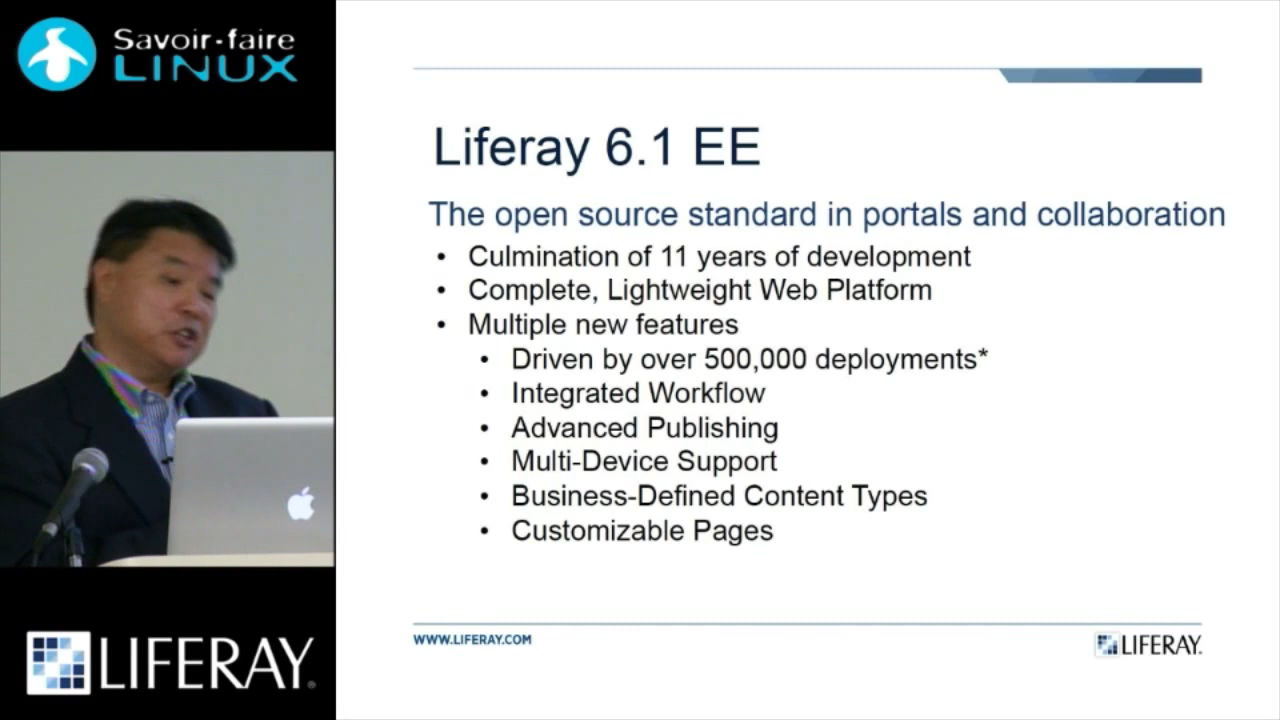 Savoir-faire
LINUX
Liferay 6.1 EE
The open source standard in portals and collaboration
• Culmination of 11 years of development
• Complete, Lightweight Web Platform
• Multiple new features
• Driven by over 500,000 deployments*
• Integrated Workflow
• Advanced Publishing
• Multi-Device Support
• Business-Defined Content Types
• Customizable Pages
WWW.LIFERAY.COM
LIFERAY.
LIFERAY®